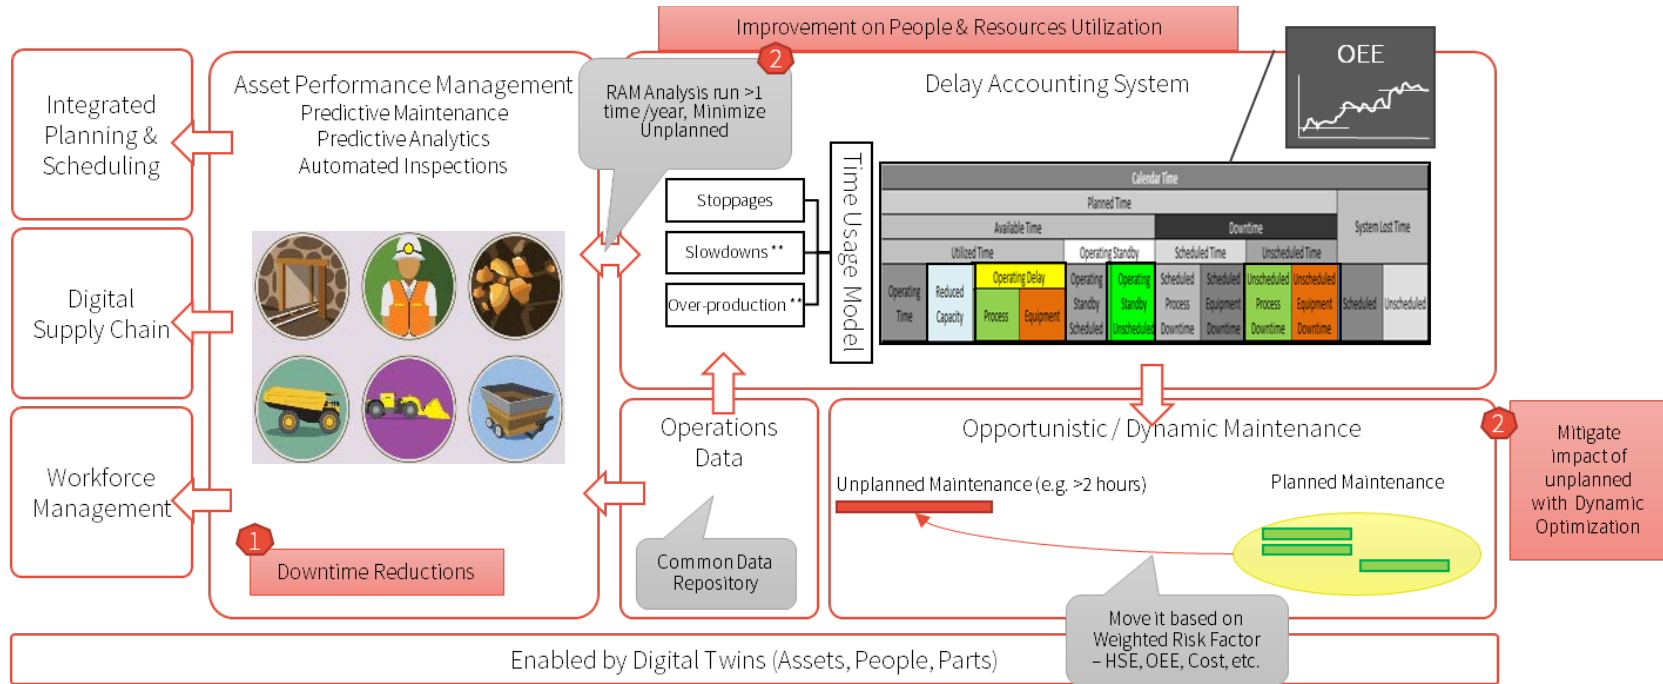 Improvement on People & Resources Utilization
2
OEE
Integrated
Planning &
Scheduling
Digital
Supply Chain
Workforce
Management
Asset Performance Management
Predictive Maintenance
Predictive Analytics
Automated Inspections
1
Downtime Reductions
RAM Analysis run >1
time /year, Minimize
Unplanned
Delay Accounting System
Stoppages
Slowdowns **
Over-production **
Time Usage Model
Calendar Time
Planned Time
System Lost Time
Available Time
Downtime
Utilized Time
Operating Standby
Scheduled Time
Unscheduled Time
Operating
Time
Reduced
Capacity
Operating Delay
Process
Equipment
Operating
Standby
Scheduled
Operating
Standby
Unscheduled
Scheduled
Process
Downtime
Scheduled
Equipment
Downtime
Unscheduled
Process
Downtime
Unscheduled
Equipment
Downtime
Scheduled
Unscheduled
Operations
Data
Common Data
Repository
Opportunistic / Dynamic Maintenance
Unplanned Maintenance (e.g. >2 hours)
Planned Maintenance
Move it based on
Weighted Risk Factor
– HSE, OEE, Cost, etc.
2
Mitigate
impact of
unplanned
with Dynamic
Optimization
Enabled by Digital Twins (Assets, People, Parts)